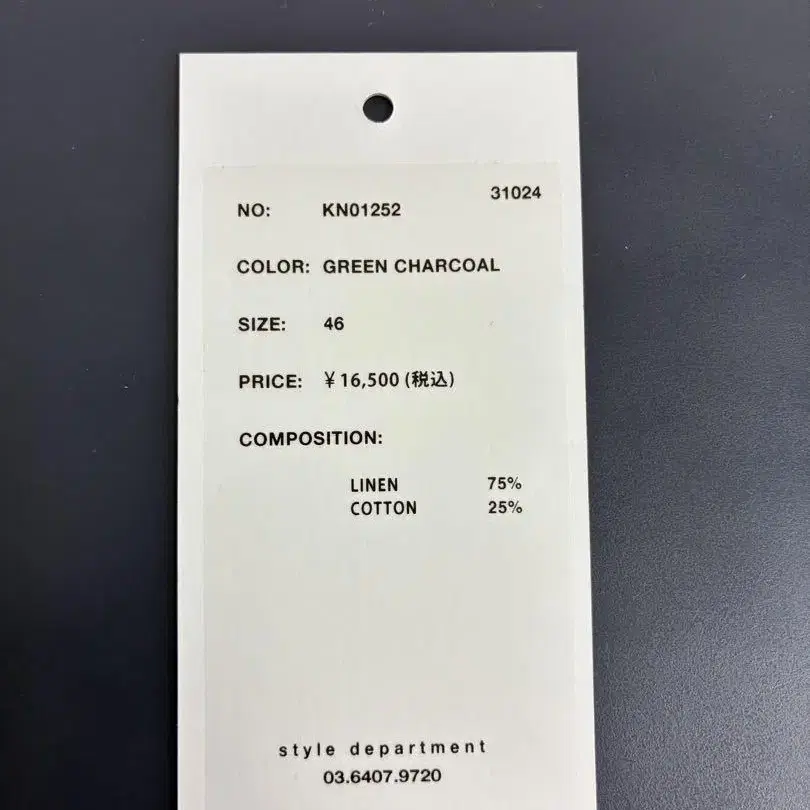 31024
NO: KN01252
COLOR: GREEN CHARCOAL
SIZE: 46
PRICE: ¥16,500 (税込)
COMPOSITION:
LINEN 75%
COTTON 25%
style department
03.6407.9720